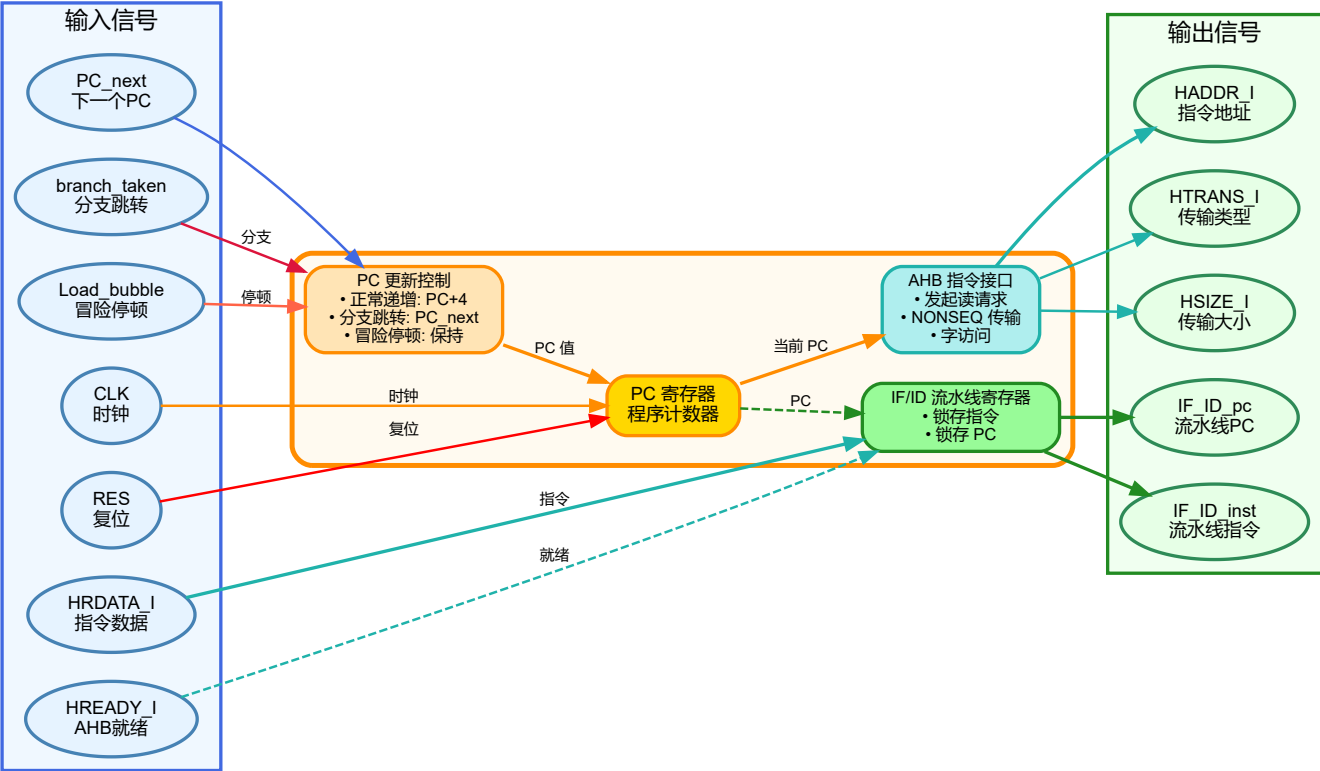 输入信号
PC_next
下一个PC
branch_taken
分支跳转
Load_bubble
冒险停顿
CLK
时钟
RES
复位
HRDATA_I
指令数据
HREADY_I
AHB就绪
分支
停顿
时钟
复位
指令
就绪
PC 更新控制
• 正常递增: PC+4
• 分支跳转: PC_next
• 冒险停顿: 保持
PC 值
PC 寄存器
程序计数器
当前 PC
PC
AHB 指令接口
• 发起读请求
• NONSEQ 传输
• 字访问
IF/ID 流水线寄存器
• 锁存指令
• 锁存 PC
输出信号
HADDR_I
指令地址
HTRANS_I
传输类型
HSIZE_I
传输大小
IF_ID_pc
流水线PC
IF_ID_inst
流水线指令